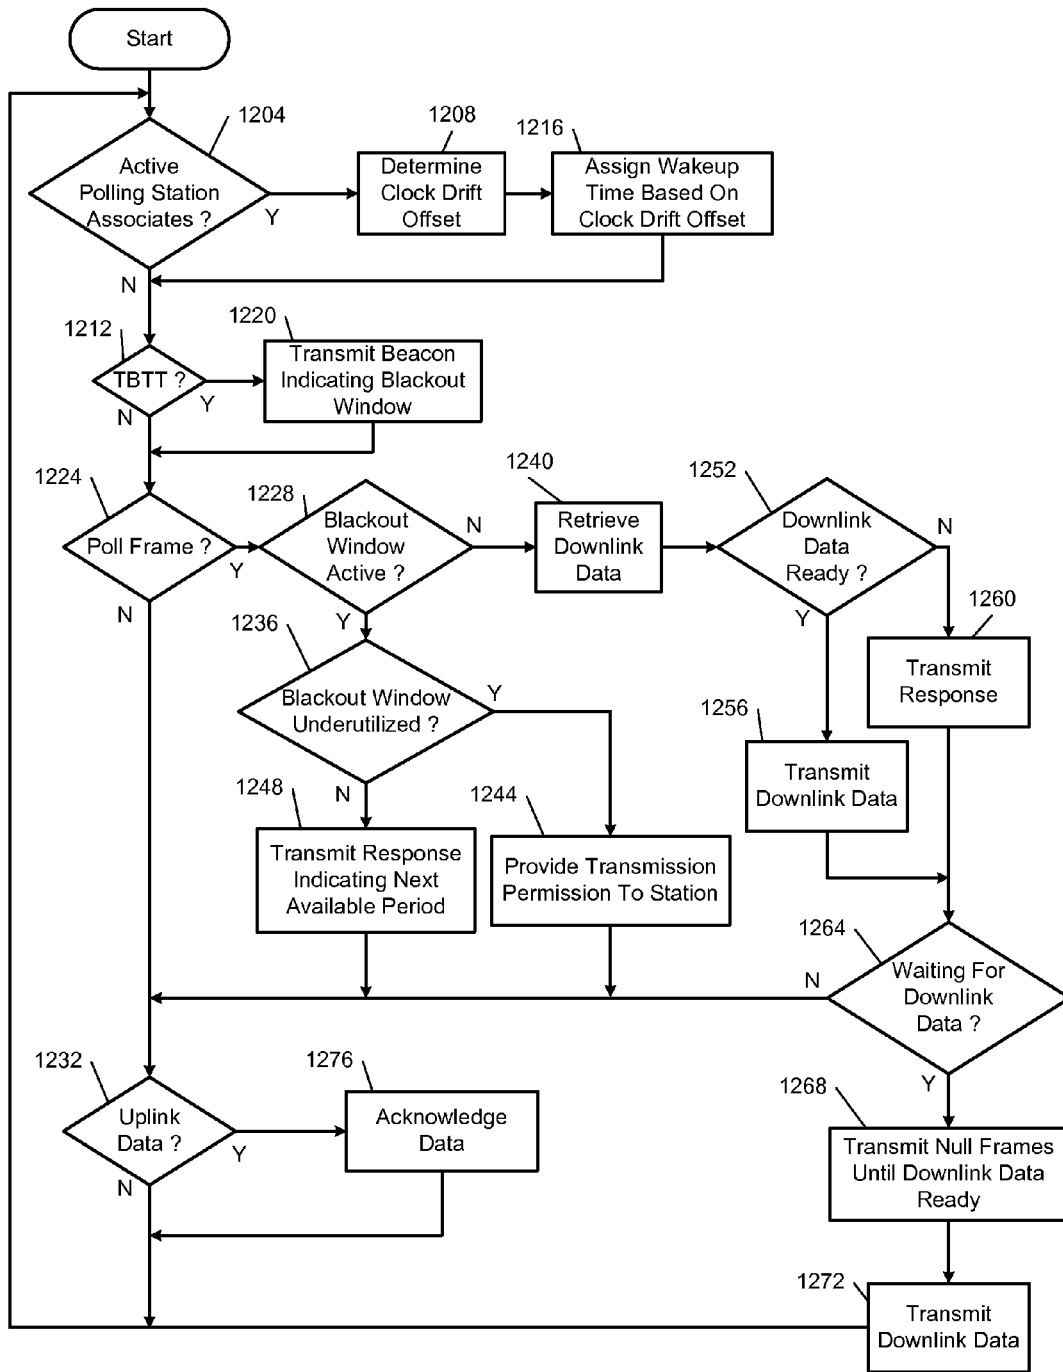 Start
1204
Active
Polling Station
Associates ?
Y
N
1208
Determine
Clock Drift
Offset
1216
Assign Wakeup
Time Based On
Clock Drift Offset
1212
TBTT ?
Y
N
1220
Transmit Beacon
Indicating Blackout
Window
1224
Poll Frame ?
Y
N
1228
Blackout
Window
Active ?
N
Y
1240
Retrieve
Downlink
Data
1252
Downlink
Data
Ready ?
N
Y
1260
Transmit
Response
1236
Blackout Window
Underutilized ?
Y
N
1256
Transmit
Downlink Data
1248
Transmit Response
Indicating Next
Available Period
1244
Provide Transmission
Permission To Station
1264
Waiting For
Downlink
Data ?
N
Y
1232
Uplink
Data ?
Y
N
1276
Acknowledge
Data
1268
Transmit Null Frames
Until Downlink Data
Ready
1272
Transmit
Downlink Data